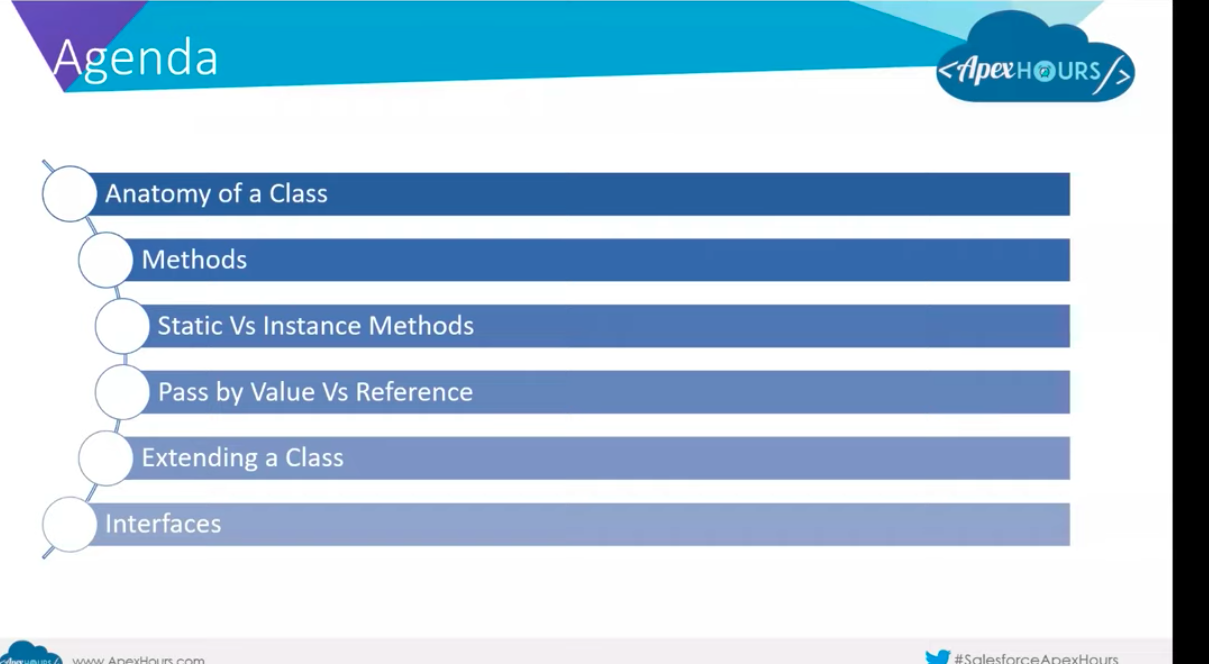 Agenda
<ApexHOURS/>
Anatomy of a Class
Methods
Static Vs Instance Methods
Pass by Value Vs Reference
Extending a Class
Interfaces
<ApexHOURS/>
www.ApexHours.com
#SalesforceApexHours